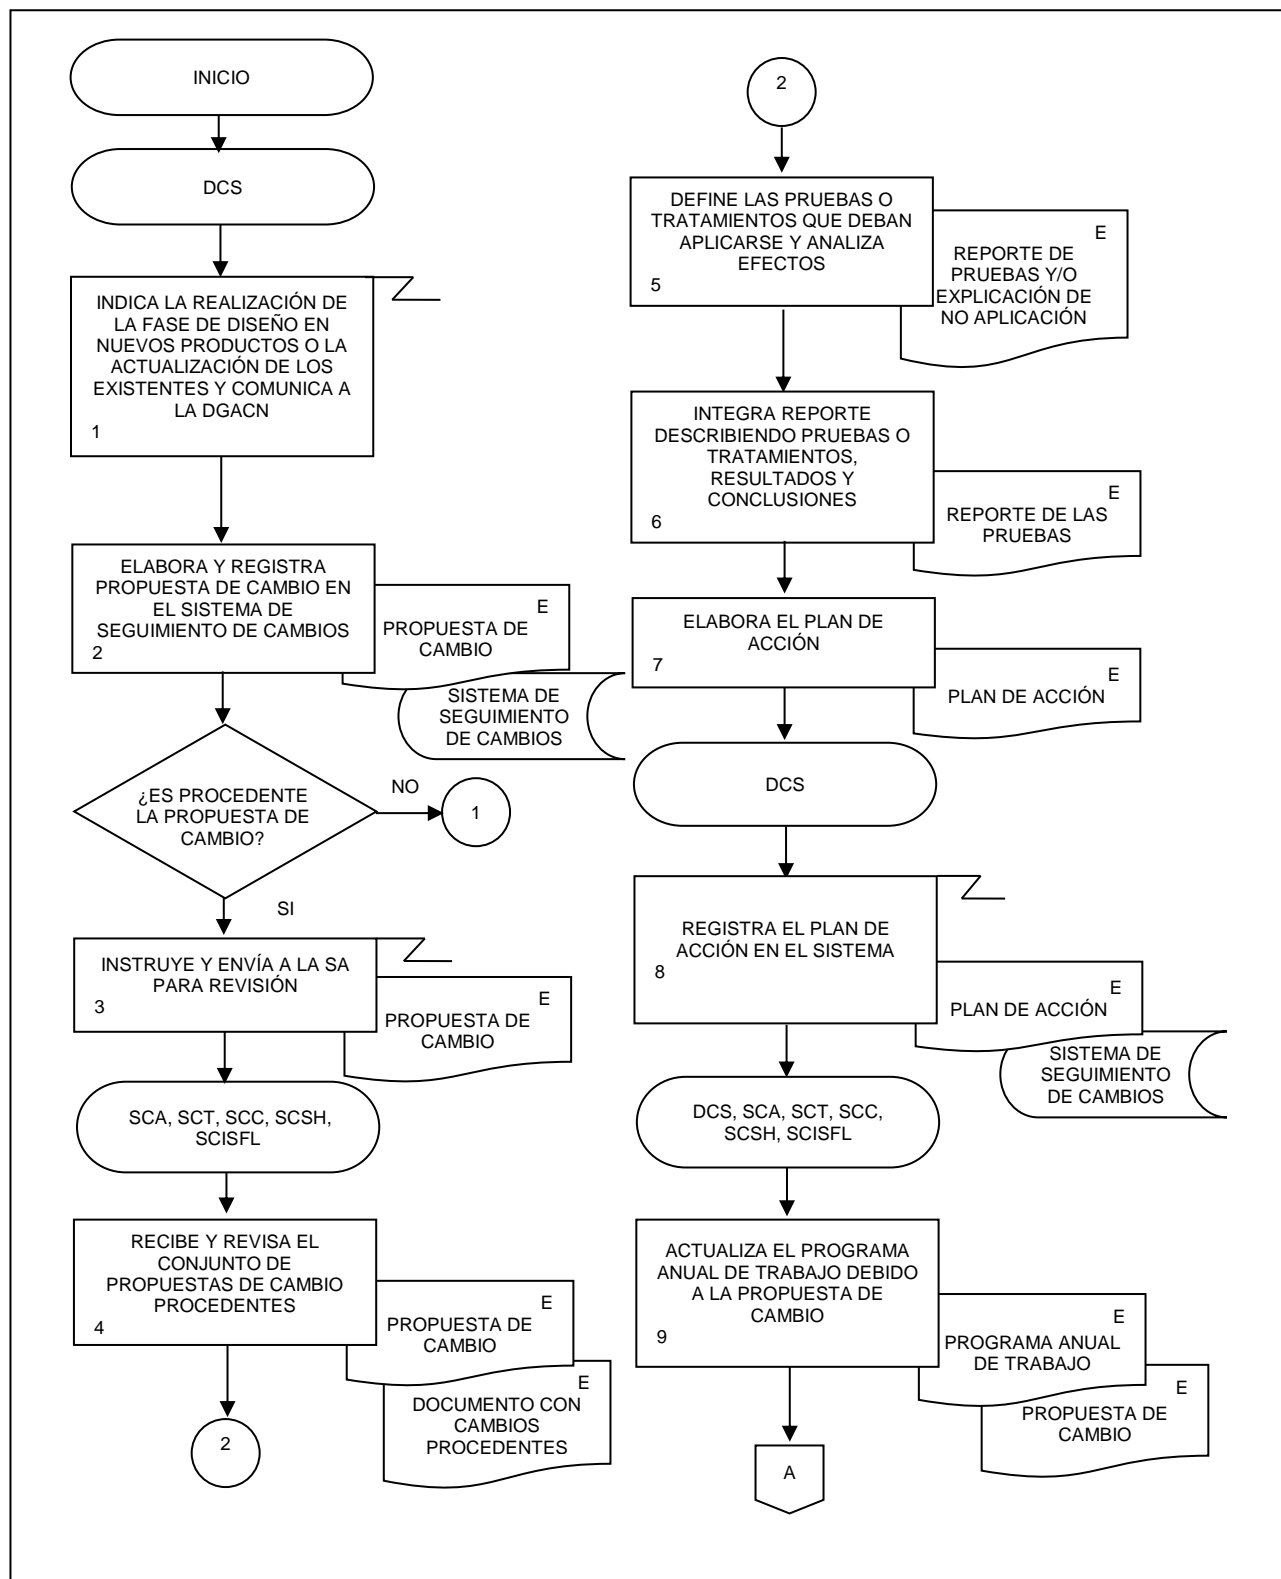 INICIO
DCS
INDICA LA REALIZACIÓN DE
LA FASE DE DISEÑO EN
NUEVOS PRODUCTOS O LA
ACTUALIZACIÓN DE LOS
EXISTENTES Y COMUNICA A
LA DGACN
1
ELABORA Y REGISTRA
PROPUESTA DE CAMBIO EN
EL SISTEMA DE
SEGUIMIENTO DE CAMBIOS
2
E
PROPUESTA DE
CAMBIO
SISTEMA DE
SEGUIMIENTO
DE CAMBIOS
¿ES PROCEDENTE
LA PROPUESTA DE
CAMBIO?
NO
1
SI
INSTRUYE Y ENVÍA A LA SA
PARA REVISIÓN
3
E
PROPUESTA DE
CAMBIO
SCA, SCT, SCC, SCSH,
SCISFL
RECIBE Y REVISA EL
CONJUNTO DE
PROPUESTAS DE CAMBIO
PROCEDENTES
4
E
PROPUESTA DE
CAMBIO
E
DOCUMENTO CON
CAMBIOS
PROCEDENTES
2
2
DEFINE LAS PRUEBAS O
TRATAMIENTOS QUE DEBAN
APLICARSE Y ANALIZA
EFECTOS
5
E
REPORTE DE
PRUEBAS Y/O
EXPLICACIÓN DE
NO APLICACIÓN
INTEGRA REPORTE
DESCRIBIENDO PRUEBAS O
TRATAMIENTOS,
RESULTADOS Y
CONCLUSIONES
6
E
REPORTE DE LAS
PRUEBAS
ELABORA EL PLAN DE
ACCIÓN
7
E
PLAN DE ACCIÓN
DCS
REGISTRA EL PLAN DE
ACCIÓN EN EL SISTEMA
8
E
PLAN DE ACCIÓN
SISTEMA DE
SEGUIMIENTO
DE CAMBIOS
DCS, SCA, SCT, SCC,
SCSH, SCISFL
ACTUALIZA EL PROGRAMA
ANUAL DE TRABAJO DEBIDO
A LA PROPUESTA DE
CAMBIO
9
E
PROGRAMA ANUAL
DE TRABAJO
E
PROPUESTA DE
CAMBIO
A